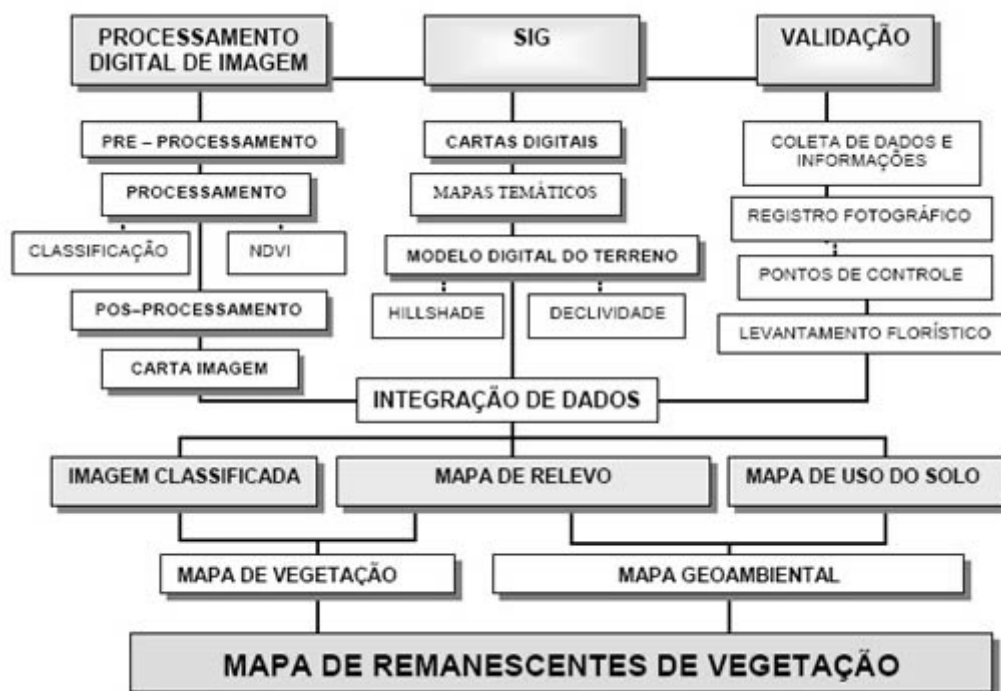 PROCESSAMENTO
DIGITAL DE IMAGEM
SIG
VALIDAÇÃO
PRE – PROCESSAMENTO
PROCESSAMENTO
CLASSIFICAÇÃO
NDVI
POS–PROCESSAMENTO
CARTA IMAGEM
CARTAS DIGITAIS
MAPAS TEMÁTICOS
MODELO DIGITAL DO TERRENO
HILLSHADE
DECLIVIDADE
COLETA DE DADOS E
INFORMAÇÕES
REGISTRO FOTOGRÁFICO
PONTOS DE CONTROLE
LEVANTAMENTO FLORÍSTICO
INTEGRAÇÃO DE DADOS
IMAGEM CLASSIFICADA
MAPA DE RELEVO
MAPA DE USO DO SOLO
MAPA DE VEGETAÇÃO
MAPA GEOAMBIENTAL
MAPA DE REMANESCENTES DE VEGETAÇÃO